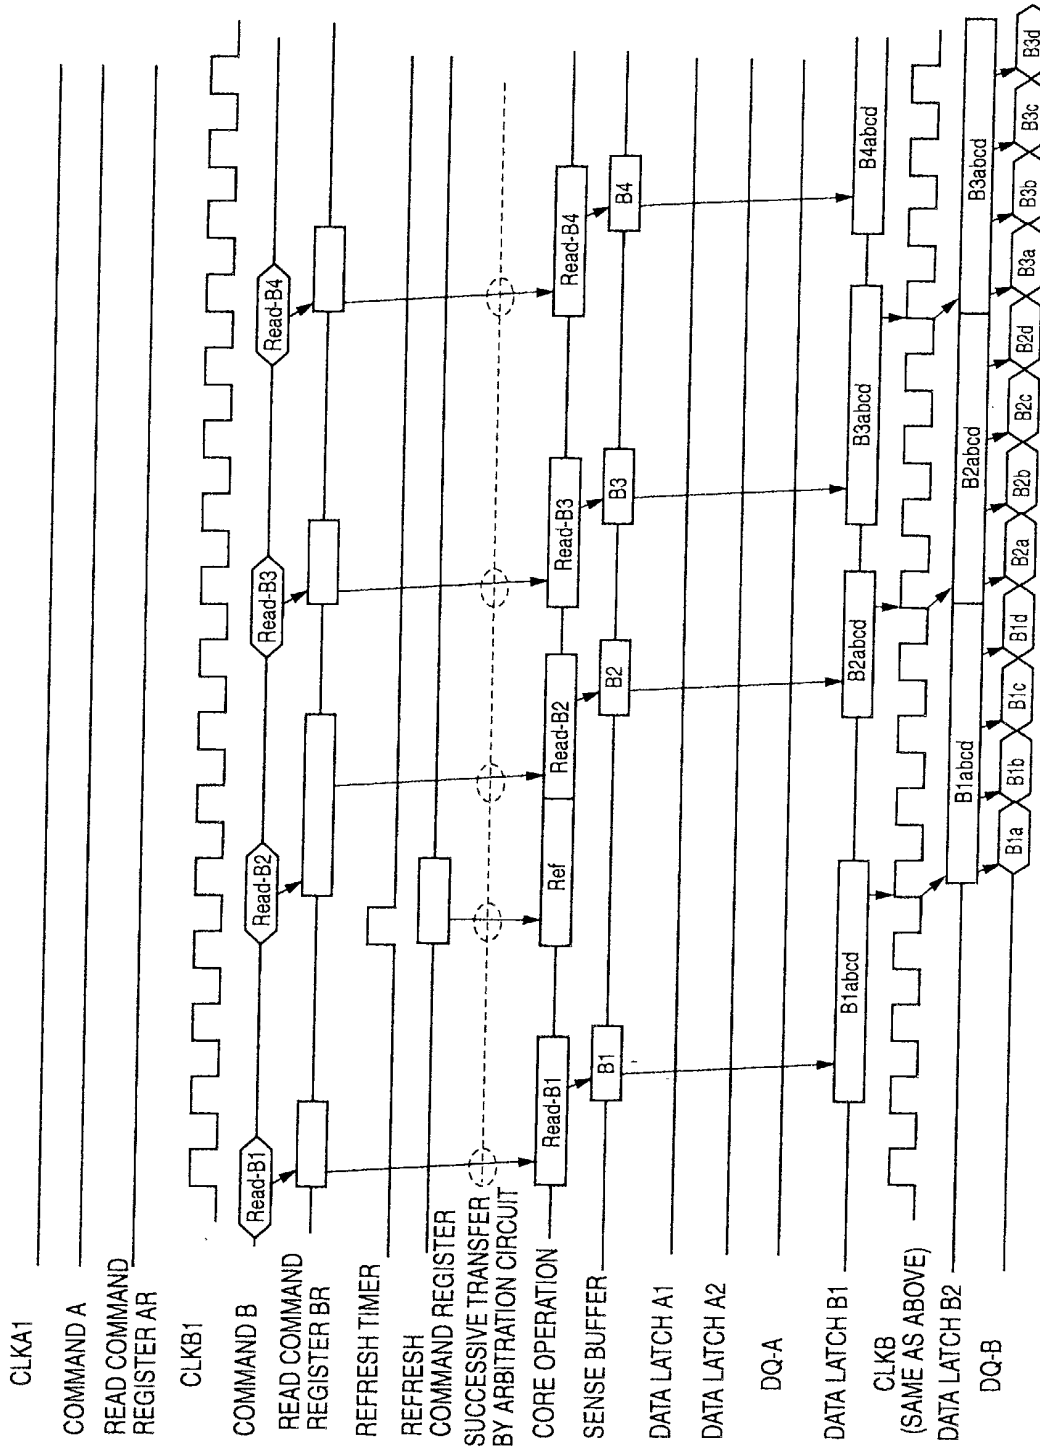 CLKA1
COMMAND A
READ COMMAND
REGISTER AR
CLKB1
COMMAND B
Read-B1
Read-B2
Read-B3
Read-B4
READ COMMAND
REGISTER BR
REFRESH TIMER
REFRESH
COMMAND REGISTER
SUCCESSIVE TRANSFER
BY ARBITRATION CIRCUIT
CORE OPERATION
Read-B1
Ref
Read-B2
Read-B3
Read-B4
SENSE BUFFER
B1
B2
B3
B4
DATA LATCH A1
DATA LATCH A2
DQ-A
DATA LATCH B1
B1abcd
B2abcd
B3abcd
B4abcd
CLKB
(SAME AS ABOVE)
DATA LATCH B2
B1abcd
B2abcd
B3abcd
DQ-B
B1a
B1b
B1c
B1d
B2a
B2b
B2c
B2d
B3a
B3b
B3c
B3d